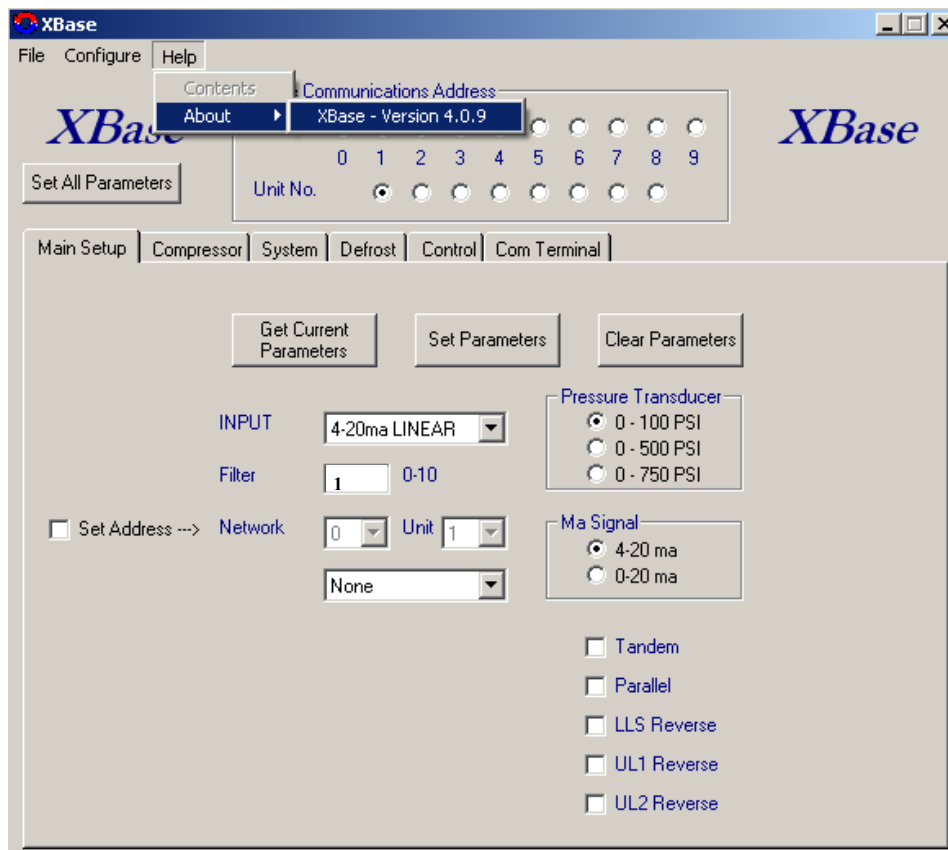 XBase
File Configure Help
Contents
Communications Address
About
XBase - Version 4.0.9
XBase
XBase
0 1 2 3 4 5 6 7 8 9
Set All Parameters
Unit No.
Main Setup Compressor System Defrost Control Com Terminal
Get Current
Parameters
Set Parameters
Clear Parameters
Pressure Transducer
INPUT
4-20ma LINEAR
0 - 100 PSI
0 - 500 PSI
Filter
1
0-10
0 - 750 PSI
Set Address --->
Network
0
Unit
1
Ma Signal
4-20 ma
0-20 ma
None
Tandem
Parallel
LLS Reverse
UL1 Reverse
UL2 Reverse